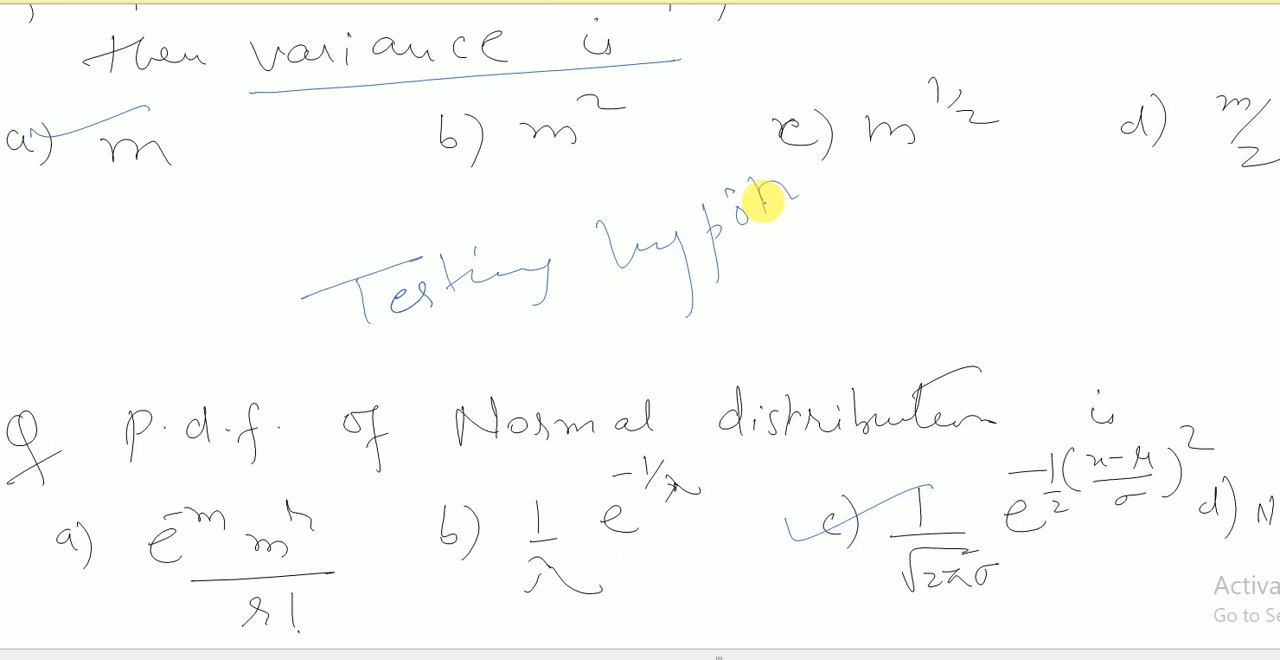 then variance is
a) m b) m² c) m^1/2 d) m/2
Testing hypoth
Q p.d.f. of Normal distribution is
a) e^-m m^r / r! b) 1/λ e^-1/λ c) 1/√2πσ e^-1/2((x-μ)/σ)² d) N
Activa
Go to Se